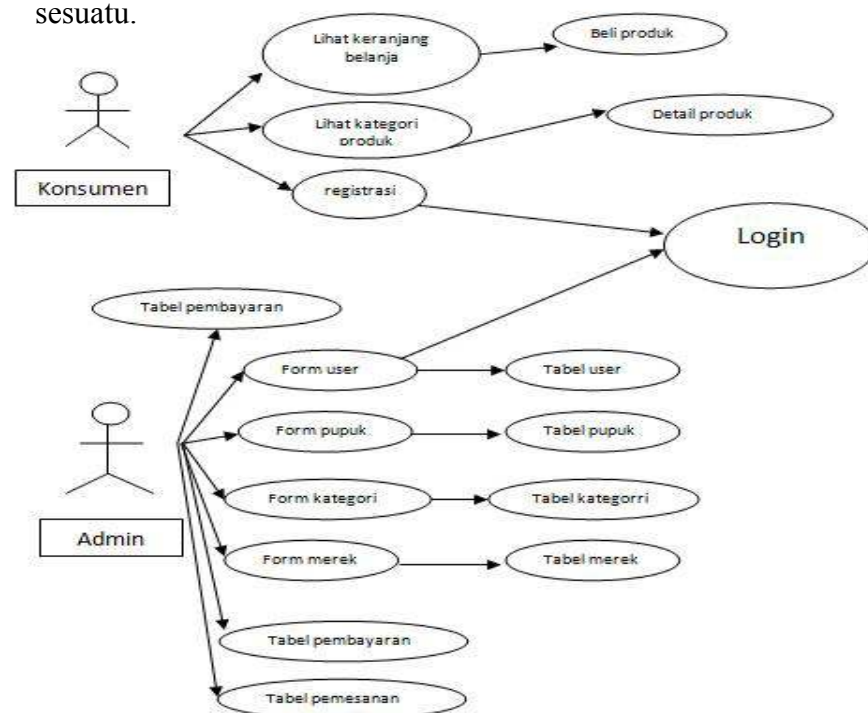 sesuatu.
Lihat keranjang
belanja
Beli produk
Lihat kategori
produk
Detail produk
Konsumen
registrasi
Login
Tabel pembayaran
Form user
Tabel user
Form pupuk
Tabel pupuk
Form kategori
Tabel kategorri
Admin
Form merek
Tabel merek
Tabel pembayaran
Tabel pemesanan